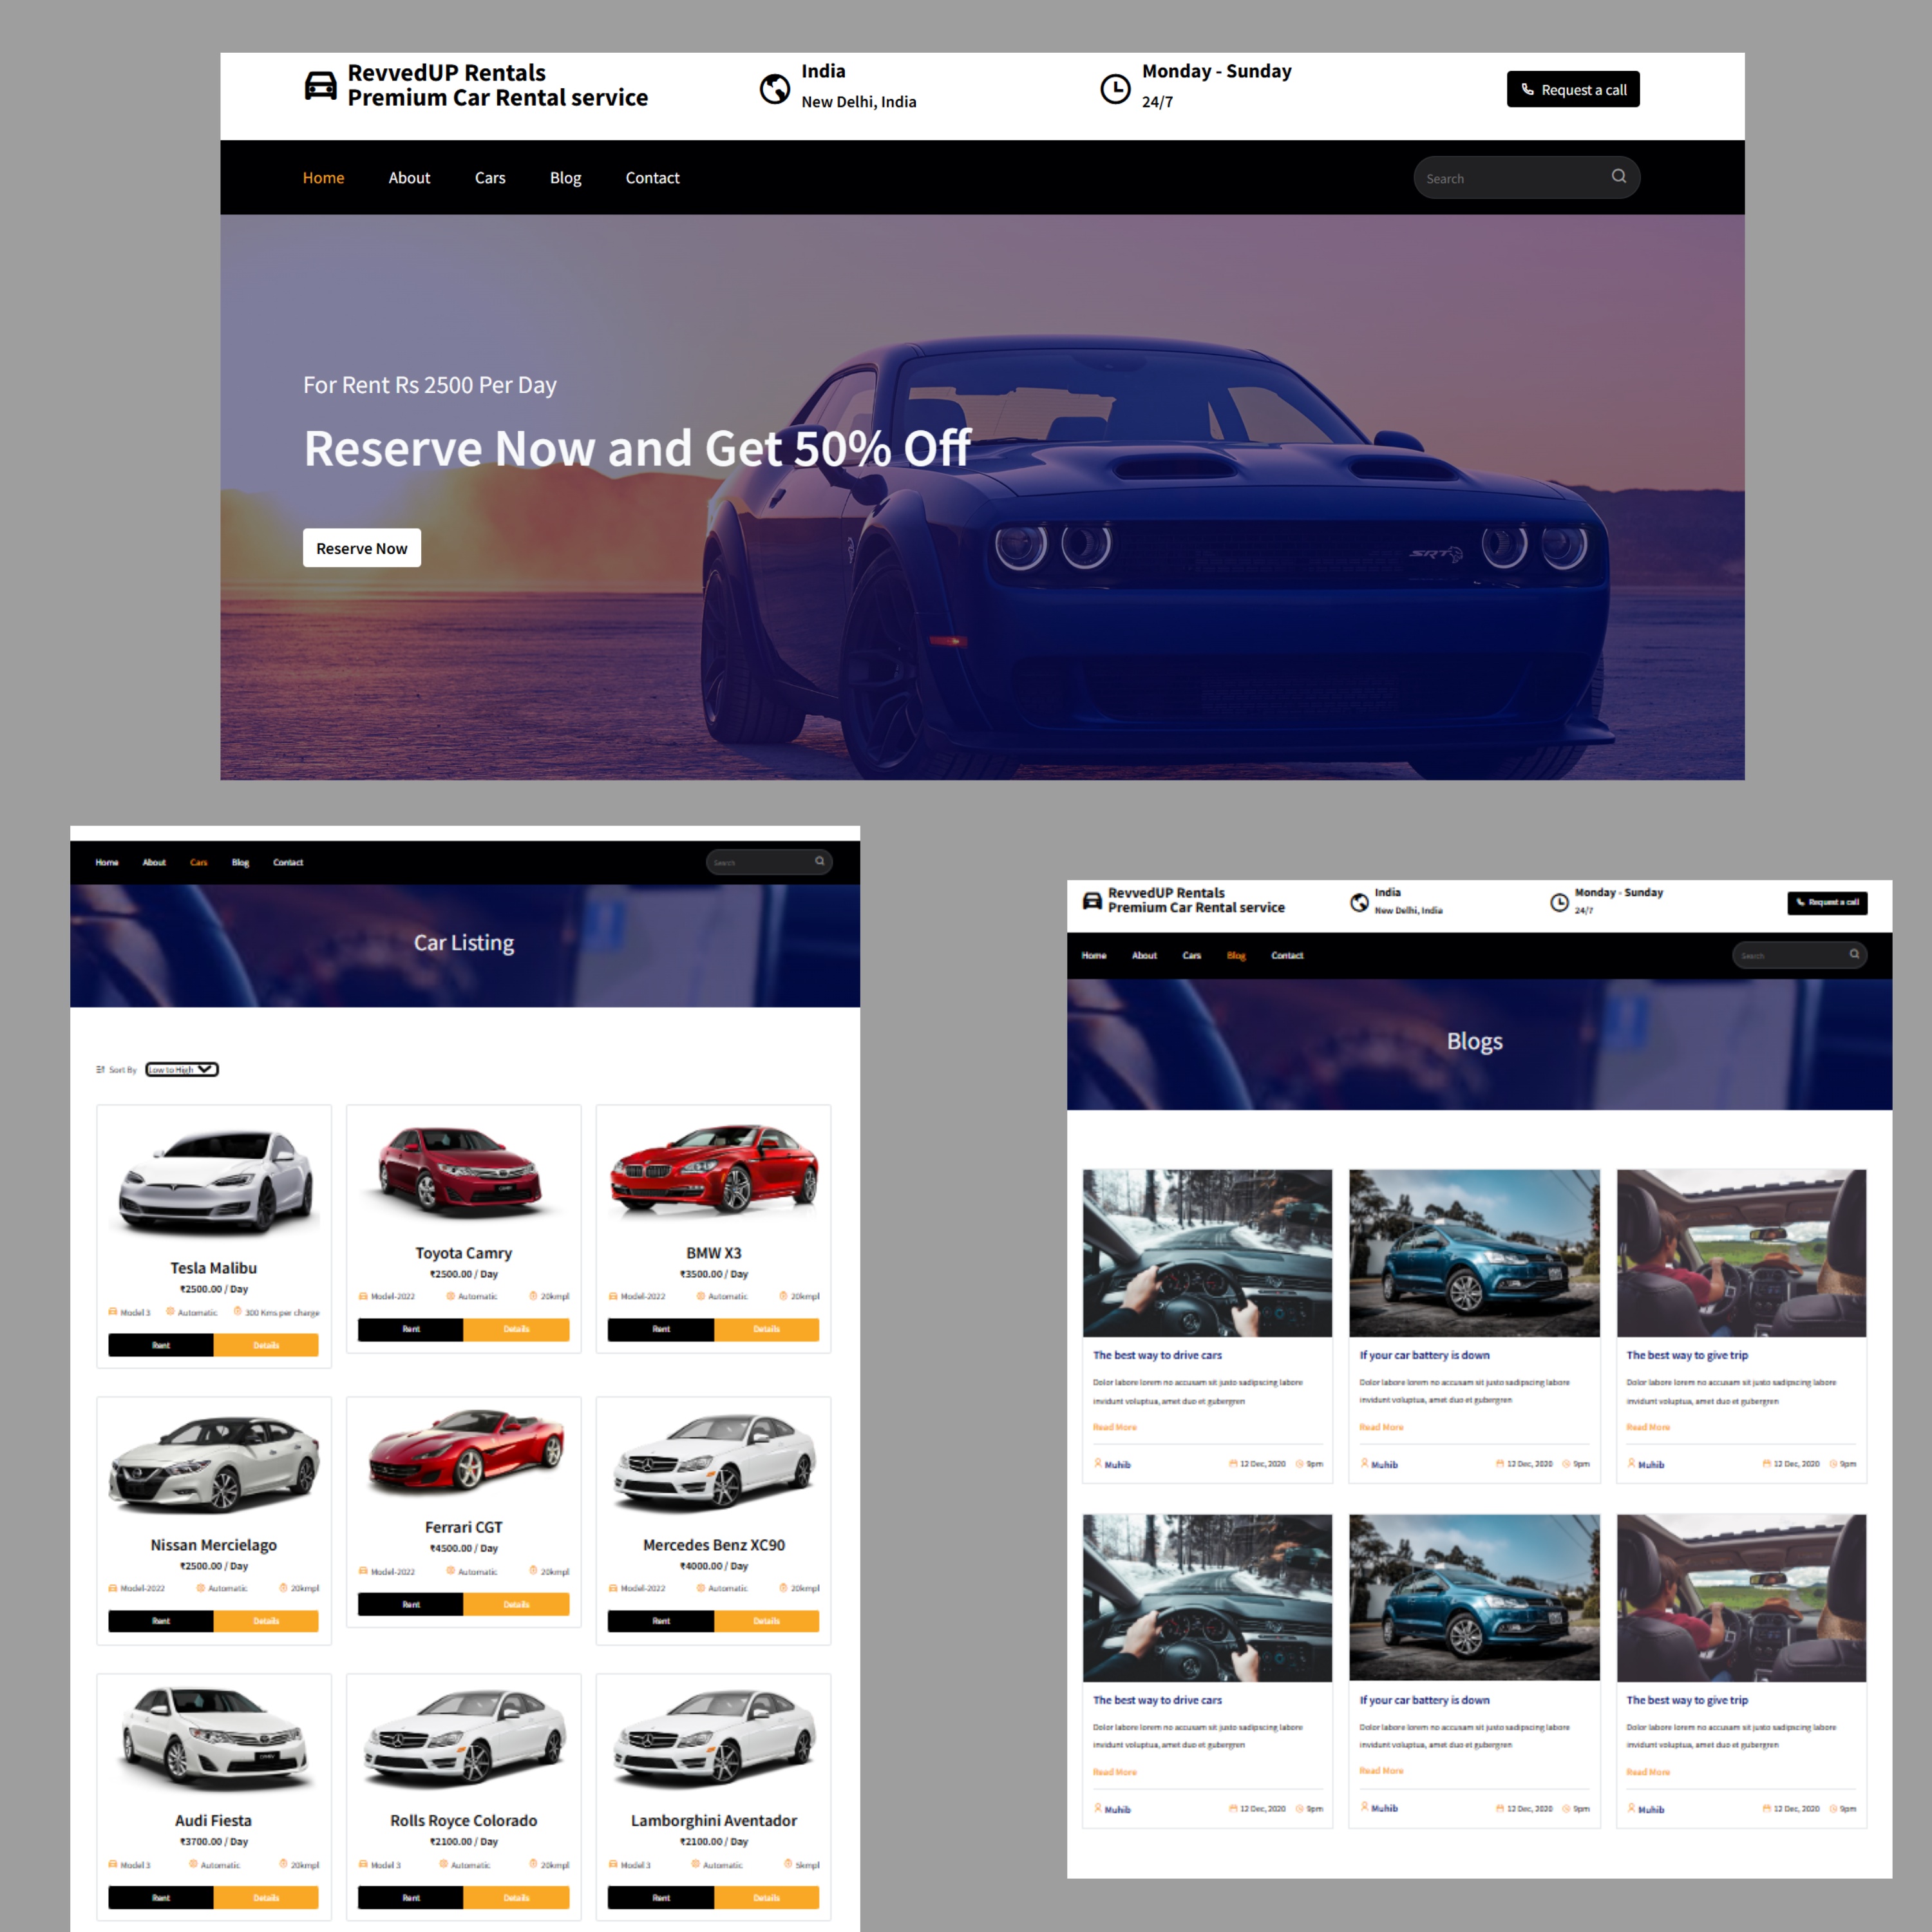 RevvedUP Rentals
Premium Car Rental service
India
New Delhi, India
Monday - Sunday
24/7
Request a call
Home About Cars Blog Contact
Search
For Rent Rs 2500 Per Day
Reserve Now and Get 50% Off
Reserve Now
SRT
Home About Cars Blog Contact
Search
Car Listing
Sort By Low to High
Tesla Malibu
₹2500.00 / Day
Model 3 Automatic 300 Kms per charge
Rent Details
Toyota Camry
₹2500.00 / Day
Model-2022 Automatic 20kmpl
Rent Details
BMW X3
₹3500.00 / Day
Model-2022 Automatic 20kmpl
Rent Details
Nissan Mercielago
₹2500.00 / Day
Model-2022 Automatic 20kmpl
Rent Details
Ferrari CGT
₹4500.00 / Day
Model-2022 Automatic 20kmpl
Rent Details
Mercedes Benz XC90
₹4000.00 / Day
Model-2022 Automatic 20kmpl
Rent Details
Audi Fiesta
₹3700.00 / Day
Model 3 Automatic 20kmpl
Rent Details
Rolls Royce Colorado
₹2100.00 / Day
Model 3 Automatic 20kmpl
Rent Details
Lamborghini Aventador
₹2100.00 / Day
Model 3 Automatic 5kmpl
Rent Details
RevvedUP Rentals
Premium Car Rental service
India
New Delhi, India
Monday - Sunday
24/7
Request a call
Home About Cars Blog Contact
Search
Blogs
The best way to drive cars
Dolor labore lorem no accusam sit justo sadipscing labore
invidunt voluptua, amet duo et gubergren
Read More
Muhib 12 Dec, 2020 9pm
If your car battery is down
Dolor labore lorem no accusam sit justo sadipscing labore
invidunt voluptua, amet duo et gubergren
Read More
Muhib 12 Dec, 2020 9pm
The best way to give trip
Dolor labore lorem no accusam sit justo sadipscing labore
invidunt voluptua, amet duo et gubergren
Read More
Muhib 12 Dec, 2020 9pm
The best way to drive cars
Dolor labore lorem no accusam sit justo sadipscing labore
invidunt voluptua, amet duo et gubergren
Read More
Muhib 12 Dec, 2020 9pm
If your car battery is down
Dolor labore lorem no accusam sit justo sadipscing labore
invidunt voluptua, amet duo et gubergren
Read More
Muhib 12 Dec, 2020 9pm
The best way to give trip
Dolor labore lorem no accusam sit justo sadipscing labore
invidunt voluptua, amet duo et gubergren
Read More
Muhib 12 Dec, 2020 9pm